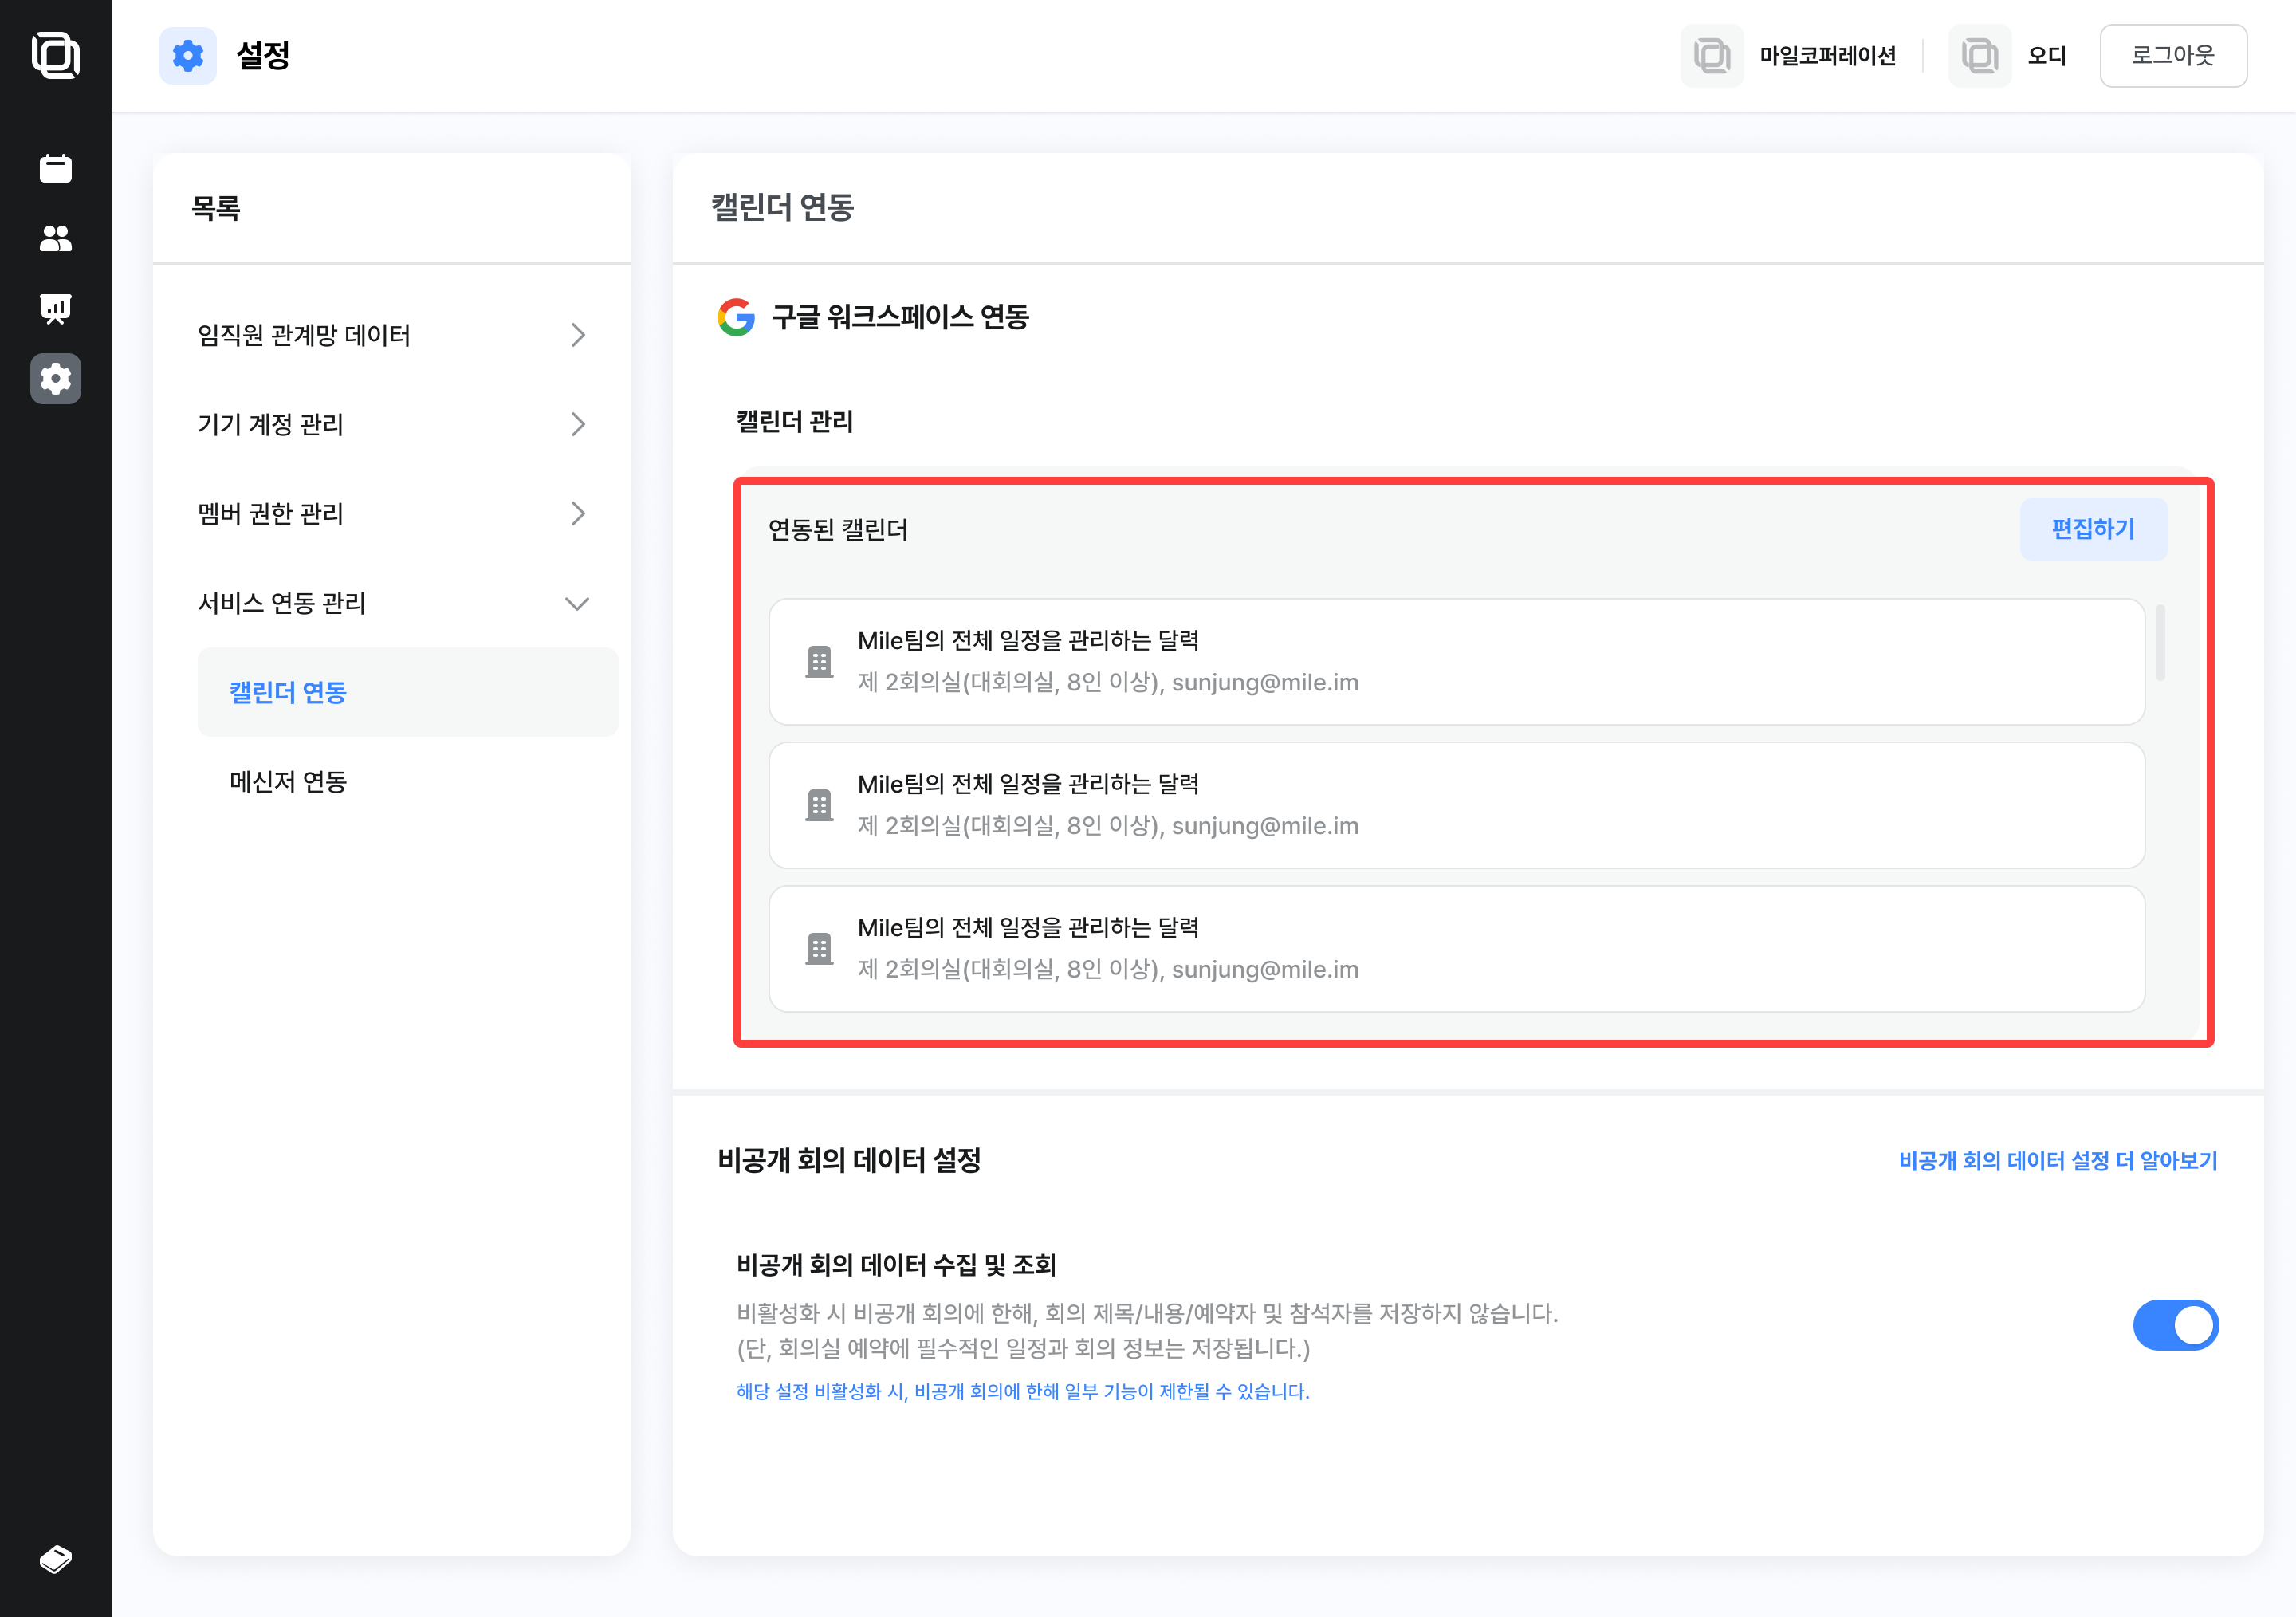 설정
마일코퍼레이션
오디
로그아웃
목록
임직원 관계망 데이터
기기 계정 관리
멤버 권한 관리
서비스 연동 관리
캘린더 연동
메신저 연동
캘린더 연동
구글 워크스페이스 연동
캘린더 관리
연동된 캘린더
편집하기
Mile팀의 전체 일정을 관리하는 달력
제 2회의실(대회의실, 8인 이상), sunjung@mile.im
Mile팀의 전체 일정을 관리하는 달력
제 2회의실(대회의실, 8인 이상), sunjung@mile.im
Mile팀의 전체 일정을 관리하는 달력
제 2회의실(대회의실, 8인 이상), sunjung@mile.im
비공개 회의 데이터 설정
비공개 회의 데이터 설정 더 알아보기
비공개 회의 데이터 수집 및 조회
비활성화 시 비공개 회의에 한해, 회의 제목/내용/예약자 및 참석자를 저장하지 않습니다.
(단, 회의실 예약에 필수적인 일정과 회의 정보는 저장됩니다.)
해당 설정 비활성화 시, 비공개 회의에 한해 일부 기능이 제한될 수 있습니다.